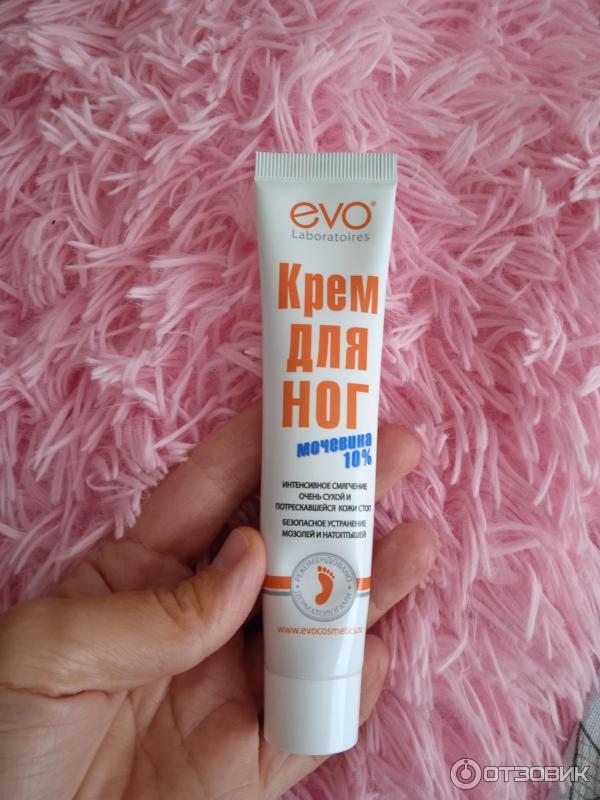 evo®
Laboratoires
Крем
для
ног
мочевина
10%
ИНТЕНСИВНОЕ СМЯГЧЕНИЕ
ОЧЕНЬ СУХОЙ И
ПОТРЕСКАВШЕЙСЯ КОЖИ СТОП
БЕЗОПАСНОЕ УСТРАНЕНИЕ
МОЗОЛЕЙ И НАТОПТЫШЕЙ
РЕКОМЕНДОВАНО
ДЕРМАТОЛОГАМИ
www.evocosmetics.ru
ОТЗОВИК